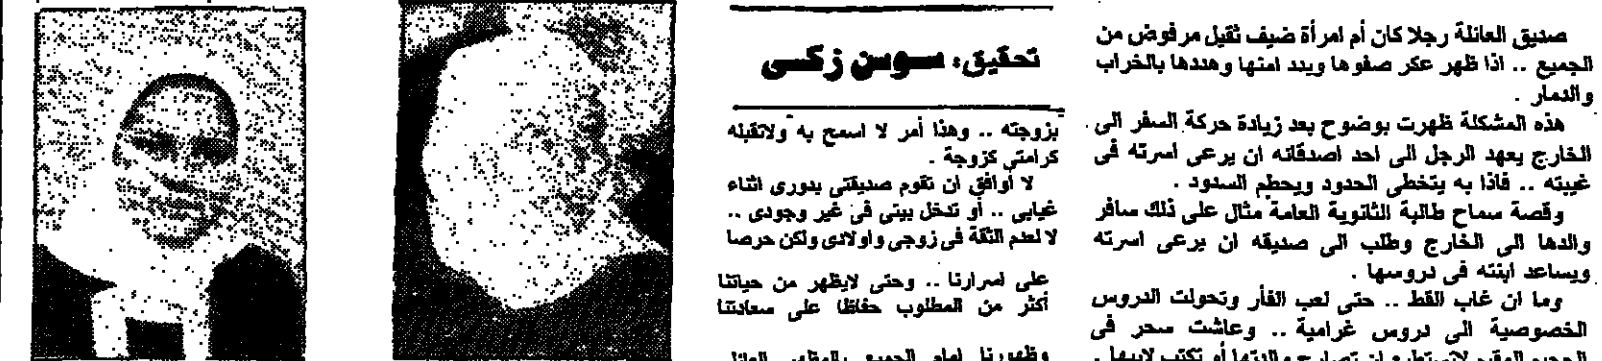 صديق العائلة رجلا كان أم امرأة ضيف ثقيل مرفوض من
الجميع .. اذا ظهر عكر صفوها وبدد امنها وهددها بالخراب
والدمار .
هذه المشكلة ظهرت بوضوح بعد زيادة حركة السفر الى
الخارج يعهد الرجل الى احد اصدقائه ان يرعى اسرته فى
غيبته .. فاذا به يتخطى الحدود ويحطم السدود .
وقصة سماح طالبة الثانوية العامة مثال على ذلك سافر
والدها الى الخارج وطلب الى صديقه ان يرعى اسرته
ويساعد ابنته فى دروسها .
وما ان غاب القط .. حتى لعب الفأر وتحولت الدروس
الخصوصية الى دروس غرامية .. وعاشت سحر فى
تحقيق: سوسن زكى
بزوجته .. وهذا أمر لا اسمح به ولاتقبله
كرامتى كزوجة .
لا أوافق ان تقوم صديقتى بدورى اثناء
غيابى .. أو تدخل بيتى فى غير وجودى ..
لا لعدم الثقة فى زوجى واولادى ولكن حرصا
على اسرارنا .. وحتى لايظهر من حياتنا
أكثر من المطلوب حفاظا على سعادتنا
وظهورنا امام الجميع بالمظهر